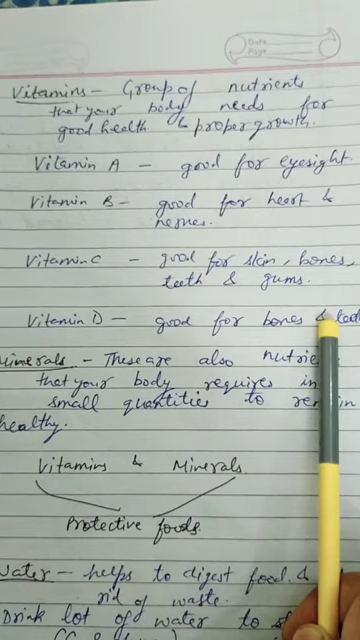 Date
Page
Vitamins - Group of nutrients
that your body needs for
good health & proper growth.
Vitamin A - good for eyesight.
Vitamin B - good for heart &
nerves.
Vitamin C - good for skin, bones,
teeth & gums.
Vitamin D - good for bones &
Minerals - These are also
that your body requires in
small quantities to
healthy.
Vitamins & Minerals
Protective foods.
Water - helps to digest food &
rid of waste.
Drink lot of water to